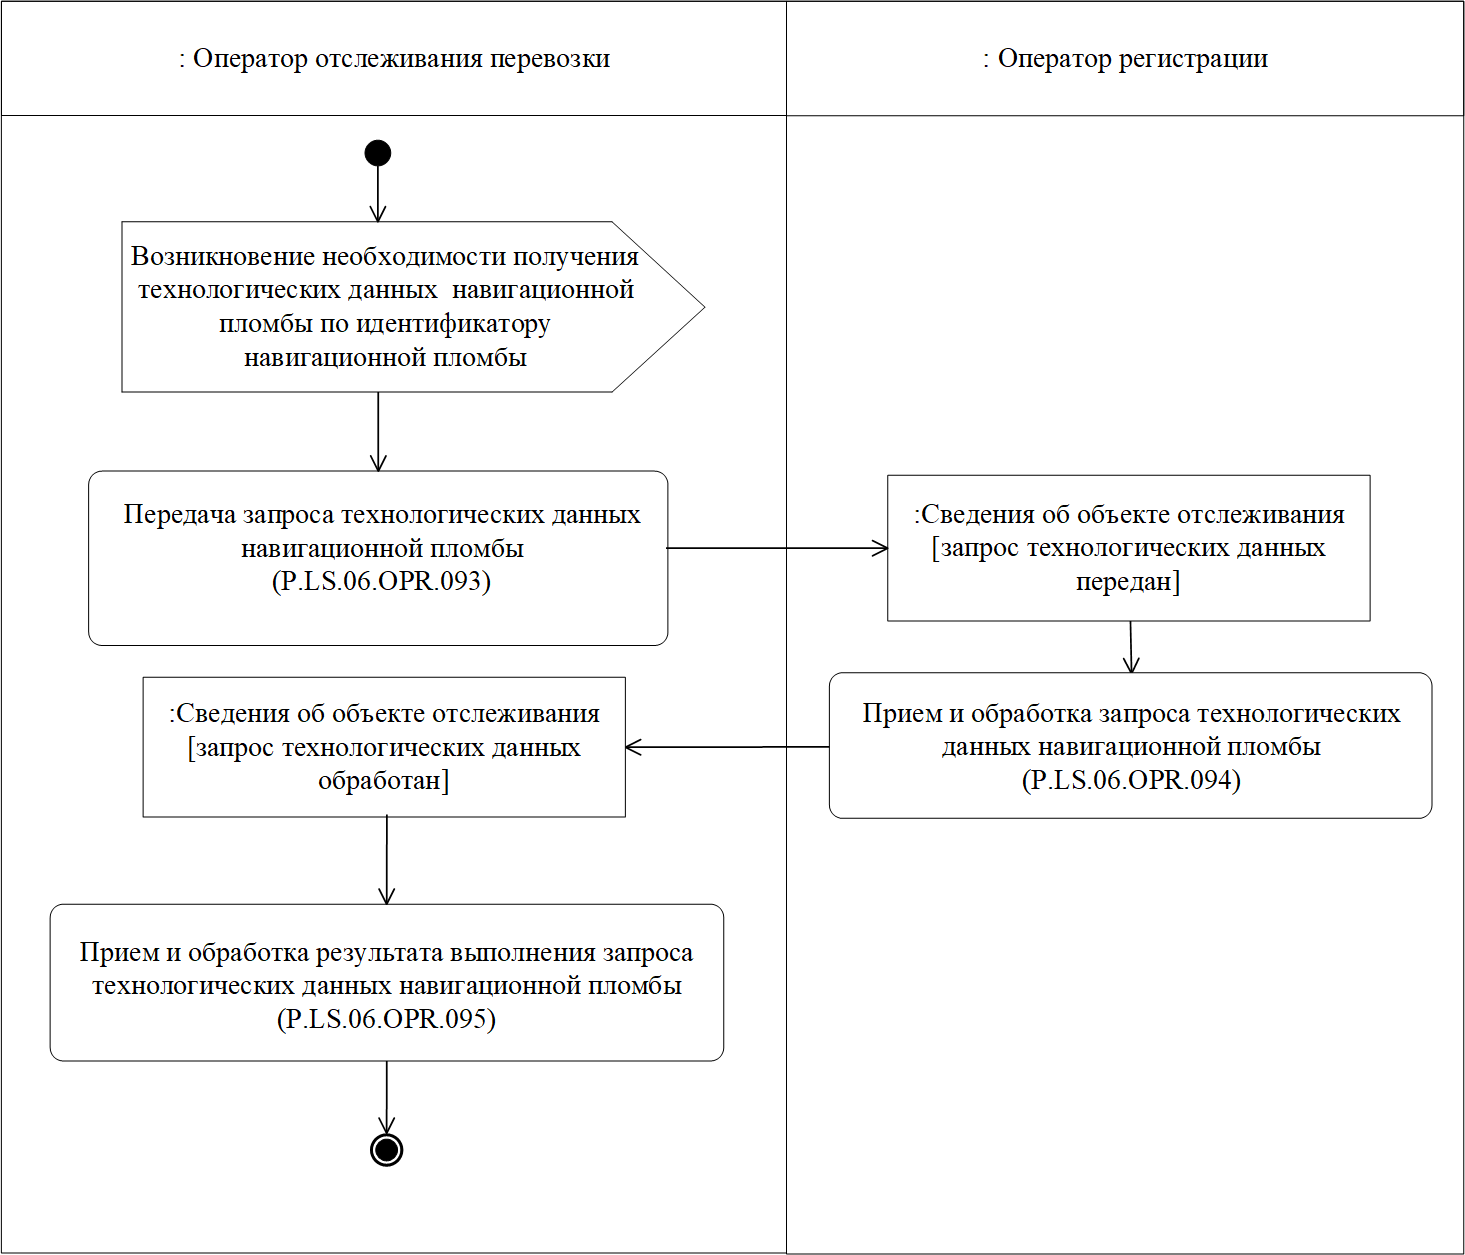 : Оператор отслеживания перевозки
: Оператор регистрации
Возникновение необходимости получения
технологических данных  навигационной
пломбы по идентификатору
навигационной пломбы
Передача запроса технологических данных
навигационной пломбы
(P.LS.06.OPR.093)
:Сведения об объекте отслеживания
[запрос технологических данных
передан]
Прием и обработка запроса технологических
данных навигационной пломбы
(P.LS.06.OPR.094)
:Сведения об объекте отслеживания
[запрос технологических данных
обработан]
Прием и обработка результата выполнения запроса
технологических данных навигационной пломбы
(P.LS.06.OPR.095)